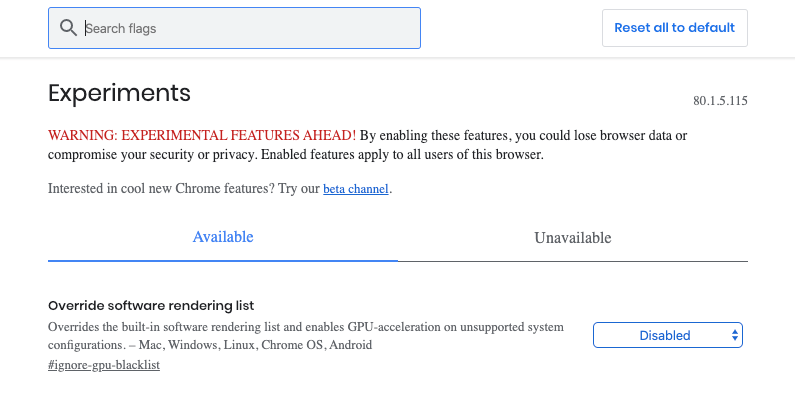 Search flags
Reset all to default
Experiments
80.1.5.115
WARNING: EXPERIMENTAL FEATURES AHEAD! By enabling these features, you could lose browser data or
compromise your security or privacy. Enabled features apply to all users of this browser.
Interested in cool new Chrome features? Try our beta channel.
Available
Unavailable
Override software rendering list
Overrides the built-in software rendering list and enables GPU-acceleration on unsupported system
configurations. – Mac, Windows, Linux, Chrome OS, Android
#ignore-gpu-blacklist
Disabled